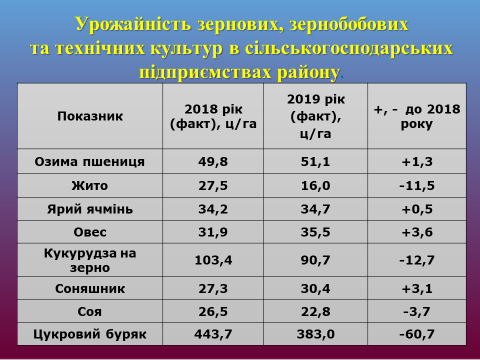 Урожайність зернових, зернобобових
та технічних культур в сільськогосподарських
підприємствах району.
Показник 2018 рік (факт), ц/га 2019 рік (факт), ц/га +, - до 2018 року
Озима пшениця 49,8 51,1 +1,3
Жито 27,5 16,0 -11,5
Ярий ячмінь 34,2 34,7 +0,5
Овес 31,9 35,5 +3,6
Кукурудза на зерно 103,4 90,7 -12,7
Соняшник 27,3 30,4 +3,1
Соя 26,5 22,8 -3,7
Цукровий буряк 443,7 383,0 -60,7